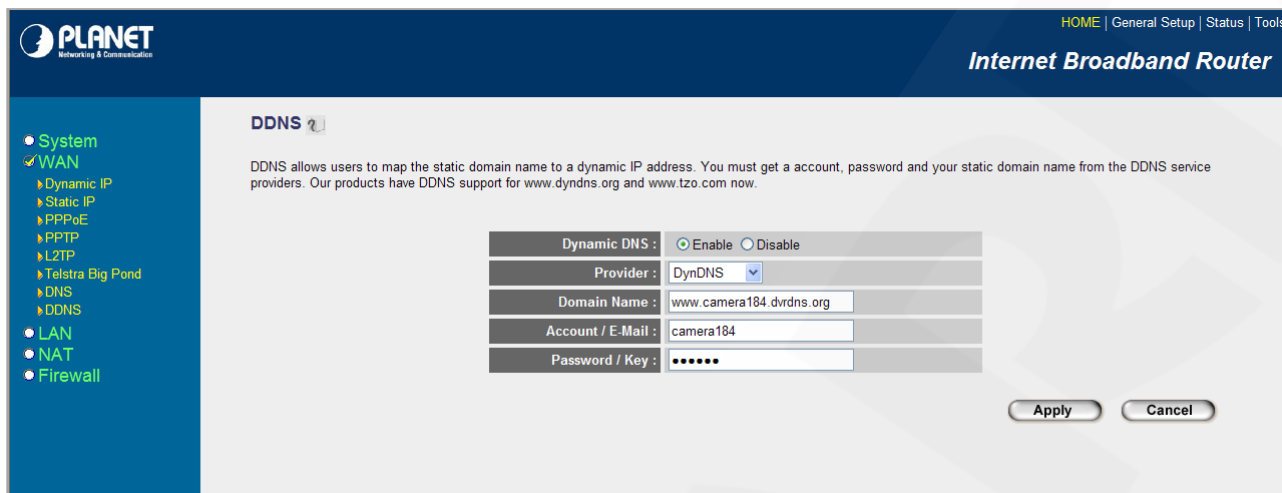 PLANET
Networking & Communication
HOME | General Setup | Status | Tools
Internet Broadband Router
System
WAN
Dynamic IP
Static IP
PPPoE
PPTP
L2TP
Telstra Big Pond
DNS
DDNS
LAN
NAT
Firewall
DDNS
DDNS allows users to map the static domain name to a dynamic IP address. You must get a account, password and your static domain name from the DDNS service
providers. Our products have DDNS support for www.dyndns.org and www.tzo.com now.
Dynamic DNS : Enable Disable
Provider : DynDNS
Domain Name : www.camera184.dvrdns.org
Account / E-Mail : camera184
Password / Key : ••••••
Apply Cancel